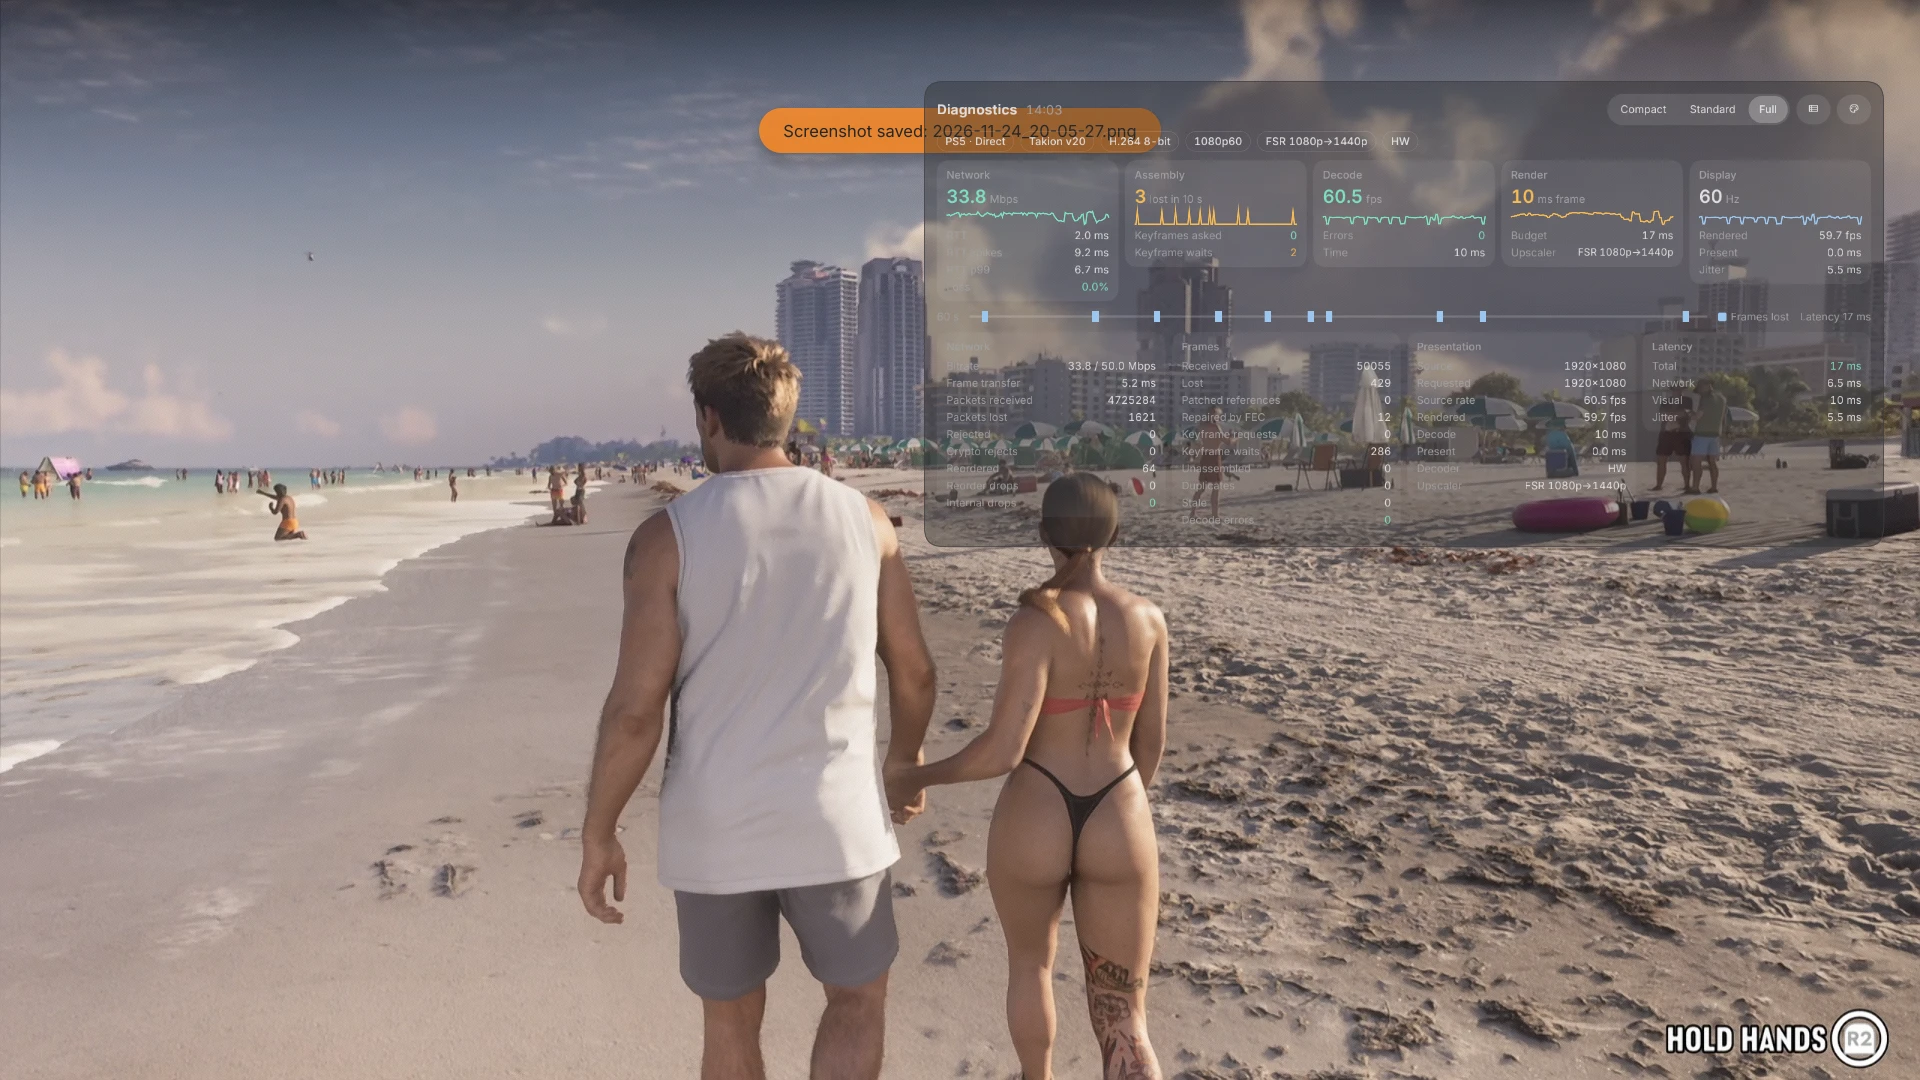 Diagnostics 14:03
Compact Standard Full
Screenshot saved: 2026-11-24_20-05-27.png
PS5 · Direct Takion v20 H.264 8-bit 1080p60 FSR 1080p→1440p HW
Network
33.8 Mbps
2.0 ms
9.2 ms
6.7 ms
0.0%
Assembly
3 lost in 10 s
Keyframes asked 0
Keyframe waits 2
Decode
60.5 fps
Errors 0
Time 10 ms
Render
10 ms frame
Budget 17 ms
Upscaler FSR 1080p→1440p
Display
60 Hz
Rendered 59.7 fps
Present 0.0 ms
Jitter 5.5 ms
60 s
Frames lost Latency 17 ms
Network
Bitrate 33.8 / 50.0 Mbps
Frame transfer 5.2 ms
Packets received 4725284
Packets lost 1621
Rejected 0
Crypto rejects 0
Reordered 64
Reorder drops 0
Internal drops 0
Frames
Received 50055
Lost 429
Patched references 0
Repaired by FEC 12
Keyframe requests 0
Keyframe waits 286
Unassembled 0
Duplicates 0
Stale 0
Decode errors 0
Presentation
1920×1080
Requested 1920×1080
Source rate 60.5 fps
Rendered 59.7 fps
Decode 10 ms
Present 0.0 ms
Decoder HW
Upscaler FSR 1080p→1440p
Latency
Total 17 ms
Network 6.5 ms
Visual 10 ms
Jitter 5.5 ms
HOLD HANDS R2